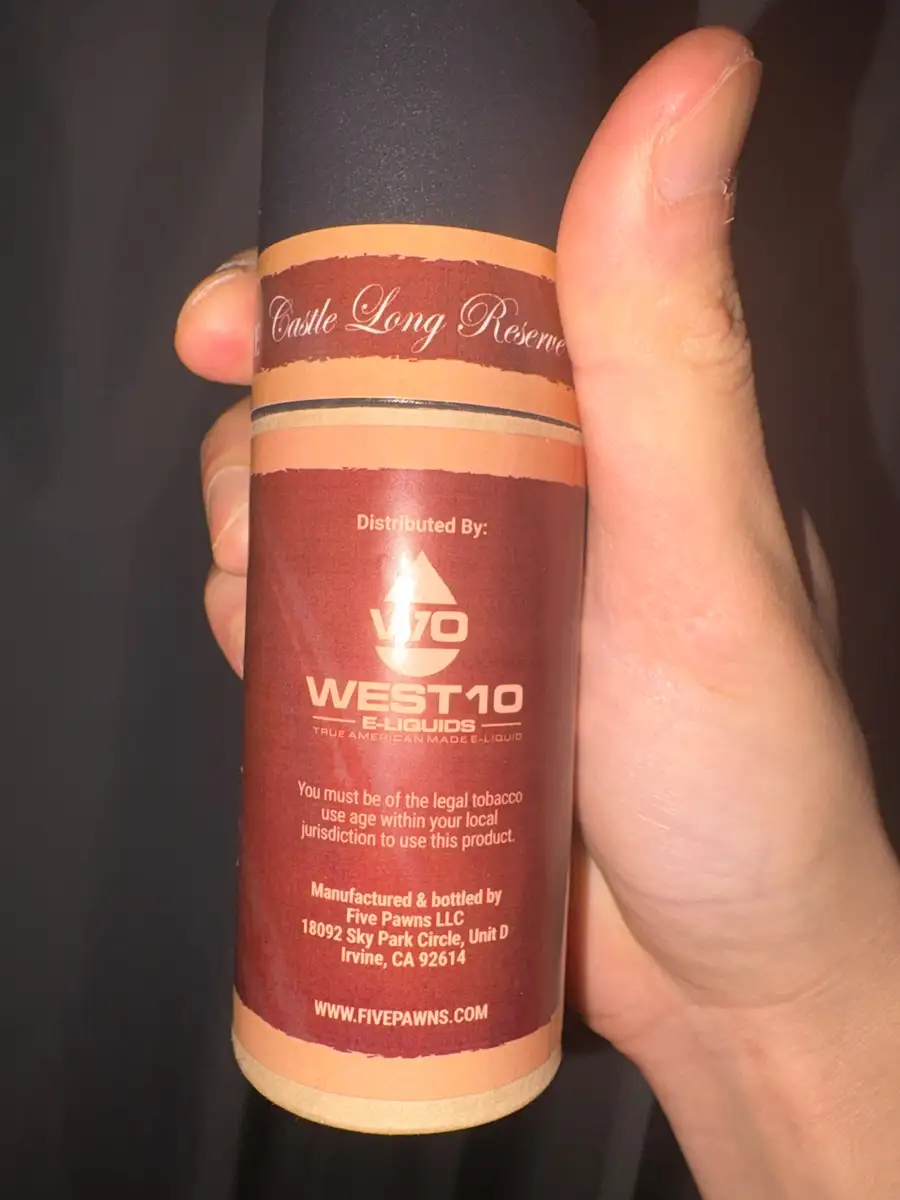 Castle Long Reserve
Distributed By:
WEST10
E-LIQUIDS
TRUE AMERICAN MADE E-LIQUID
You must be of the legal tobacco
use age within your local
jurisdiction to use this product.
Manufactured & bottled by
Five Pawns LLC
18092 Sky Park Circle, Unit D
Irvine, CA 92614
WWW.FIVEPAWNS.COM